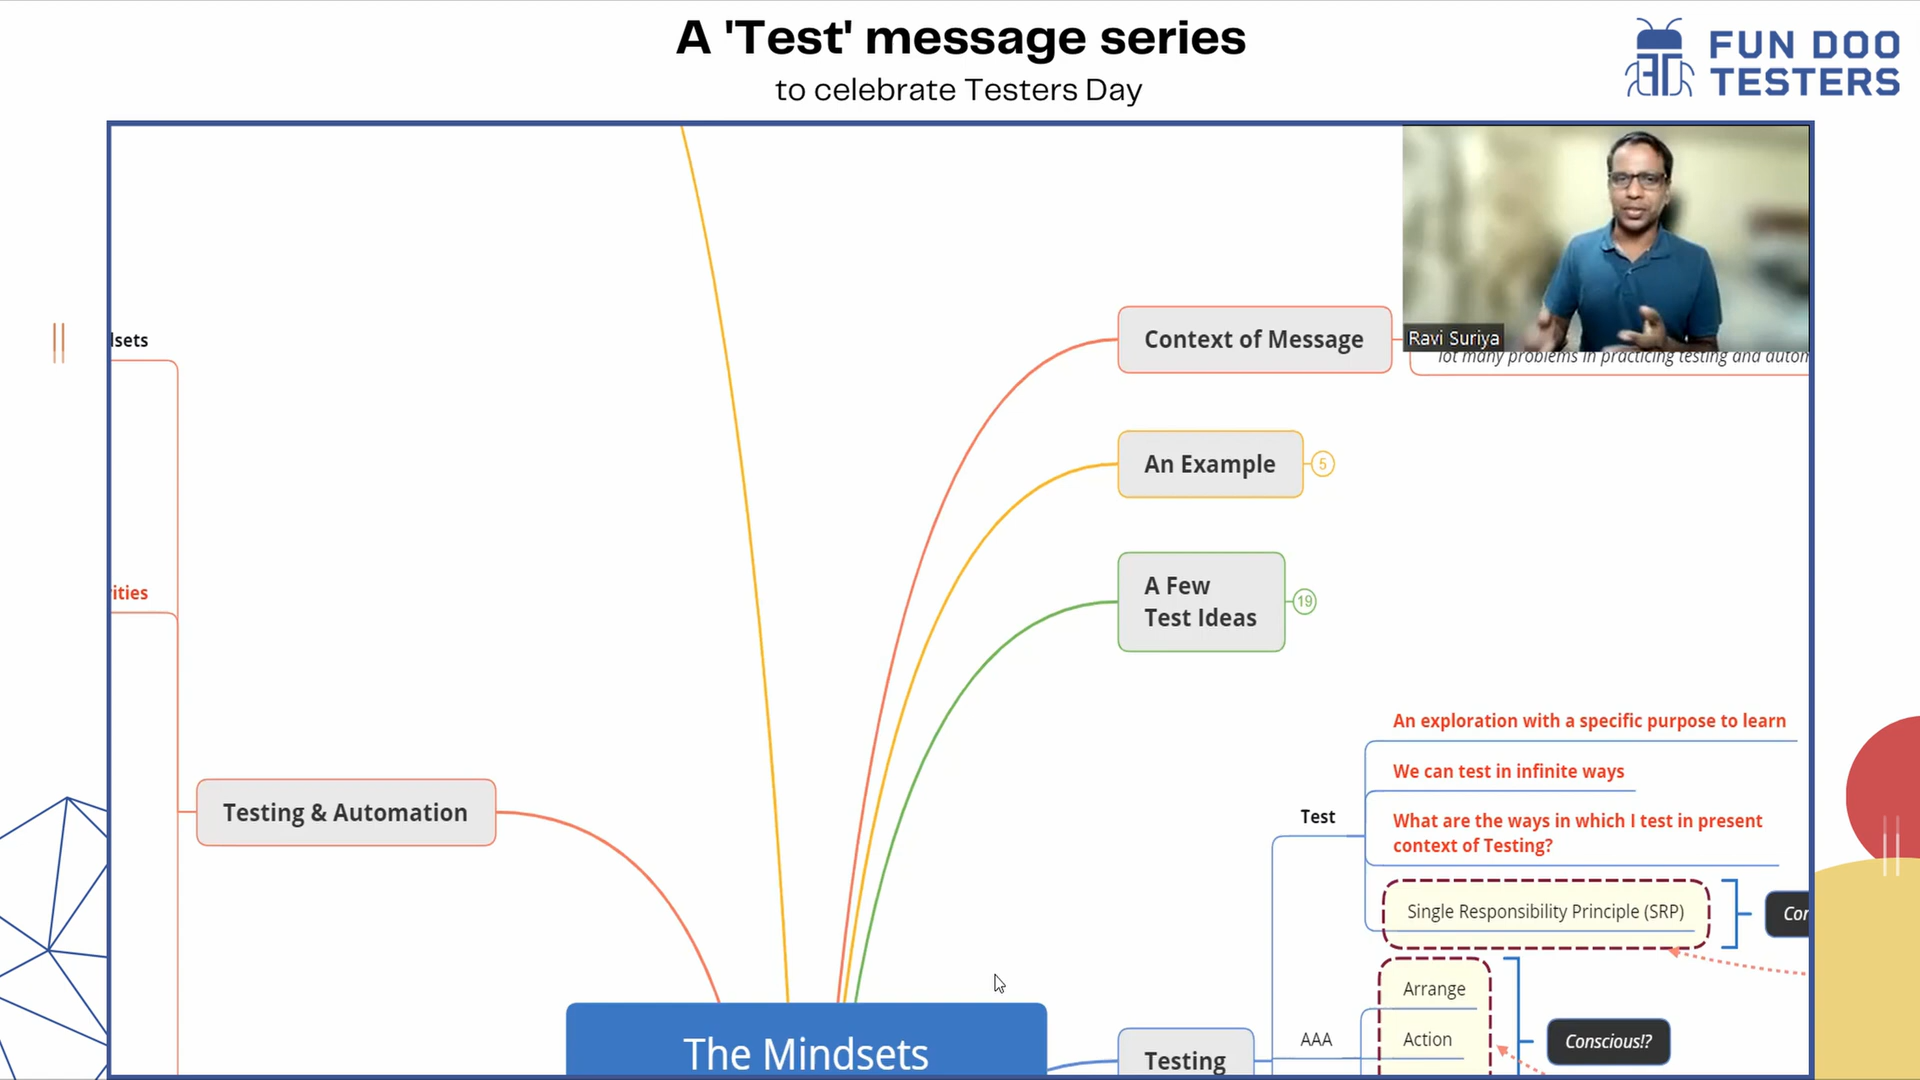 A 'Test' message series
to celebrate Testers Day
FUN DOO
TESTERS
Ravi Suriya
Context of Message
lot many problems in practicing testing and autom
An Example
5
A Few
Test Ideas
19
lsets
ities
Testing & Automation
An exploration with a specific purpose to learn
We can test in infinite ways
Test
What are the ways in which I test in present
context of Testing?
Single Responsibility Principle (SRP)
Con
Arrange
AAA
Action
Conscious!?
The Mindsets
Testing